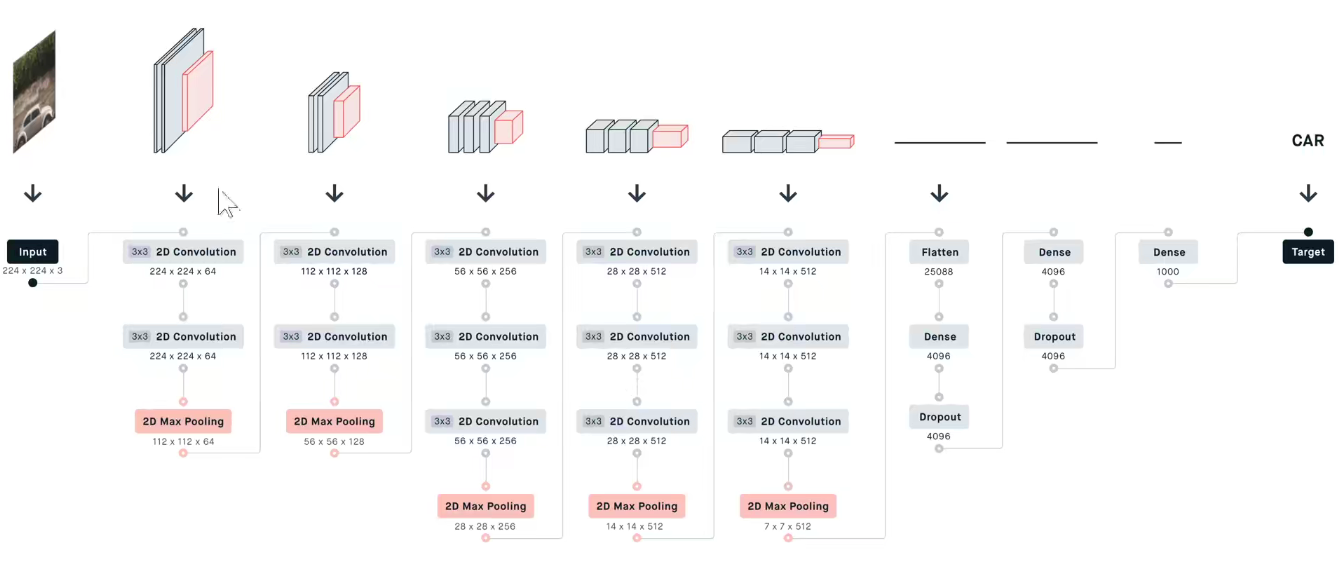 CAR
Input
224 x 224 x 3
3x3 2D Convolution
224 x 224 x 64
3x3 2D Convolution
224 x 224 x 64
2D Max Pooling
112 x 112 x 64
3x3 2D Convolution
112 x 112 x 128
3x3 2D Convolution
112 x 112 x 128
2D Max Pooling
56 x 56 x 128
3x3 2D Convolution
56 x 56 x 256
3x3 2D Convolution
56 x 56 x 256
3x3 2D Convolution
56 x 56 x 256
2D Max Pooling
28 x 28 x 256
3x3 2D Convolution
28 x 28 x 512
3x3 2D Convolution
28 x 28 x 512
3x3 2D Convolution
28 x 28 x 512
2D Max Pooling
14 x 14 x 512
3x3 2D Convolution
14 x 14 x 512
3x3 2D Convolution
14 x 14 x 512
3x3 2D Convolution
14 x 14 x 512
2D Max Pooling
7 x 7 x 512
Flatten
25088
Dense
4096
Dropout
4096
Dense
4096
Dropout
4096
Dense
1000
Target